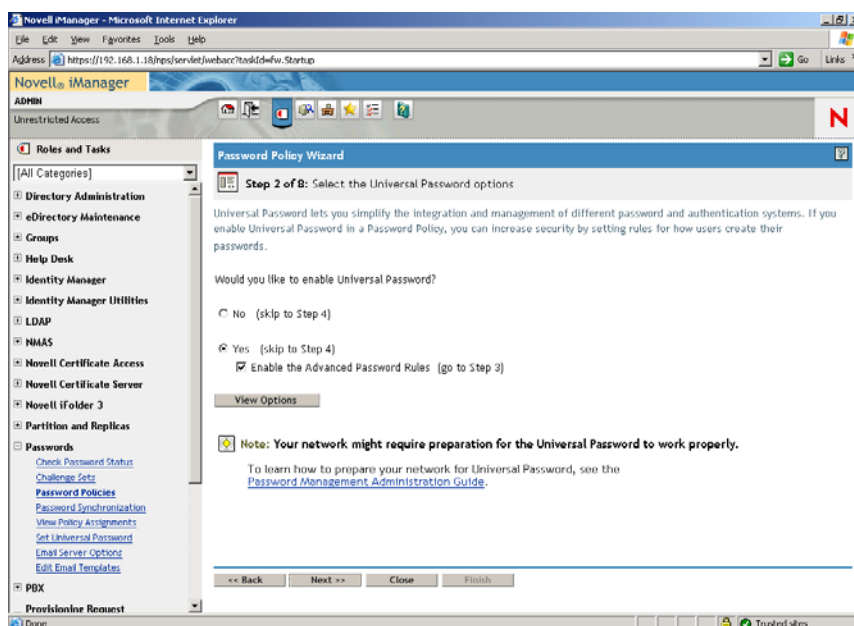 Novell iManager - Microsoft Internet Explorer
File Edit View Favorites Tools Help
Address https://192.168.1.18/nps/servlet/webacc?taskId=fw.Startup Go Links
Novell® iManager
ADMIN
Unrestricted Access
N
Roles and Tasks
[All Categories]
Directory Administration
eDirectory Maintenance
Groups
Help Desk
Identity Manager
Identity Manager Utilities
LDAP
NMAS
Novell Certificate Access
Novell Certificate Server
Novell iFolder 3
Partition and Replicas
Passwords
Check Password Status
Challenge Sets
Password Policies
Password Synchronization
View Policy Assignments
Set Universal Password
Email Server Options
Edit Email Templates
PBX
Provisioning Request
Password Policy Wizard
?
Step 2 of 8: Select the Universal Password options
Universal Password lets you simplify the integration and management of different password and authentication systems. If you
enable Universal Password in a Password Policy, you can increase security by setting rules for how users create their
passwords.
Would you like to enable Universal Password?
No (skip to Step 4)
Yes (skip to Step 4)
Enable the Advanced Password Rules (go to Step 3)
View Options
Note: Your network might require preparation for the Universal Password to work properly.
To learn how to prepare your network for Universal Password, see the
Password Management Administration Guide.
<< Back Next >> Close Finish
Done Trusted sites